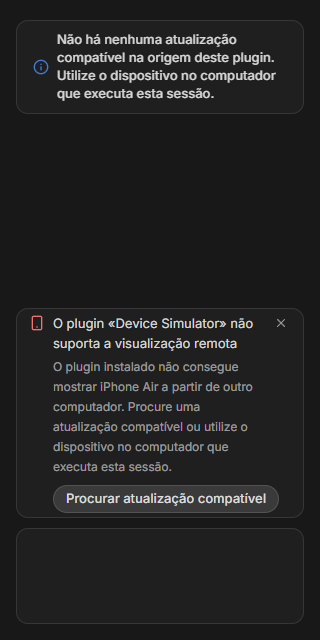 Não há nenhuma atualização
compatível na origem deste plugin.
Utilize o dispositivo no computador
que executa esta sessão.
O plugin «Device Simulator» não
suporta a visualização remota
O plugin instalado não consegue
mostrar iPhone Air a partir de outro
computador. Procure uma
atualização compatível ou utilize o
dispositivo no computador que
executa esta sessão.
Procurar atualização compatível